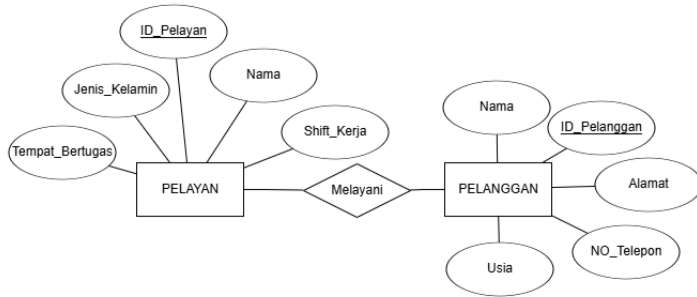 ID_Pelayan
Nama
Jenis_Kelamin
Shift_Kerja
Tempat_Bertugas
PELAYAN
Melayani
Nama
ID_Pelanggan
PELANGGAN
Alamat
NO_Telepon
Usia